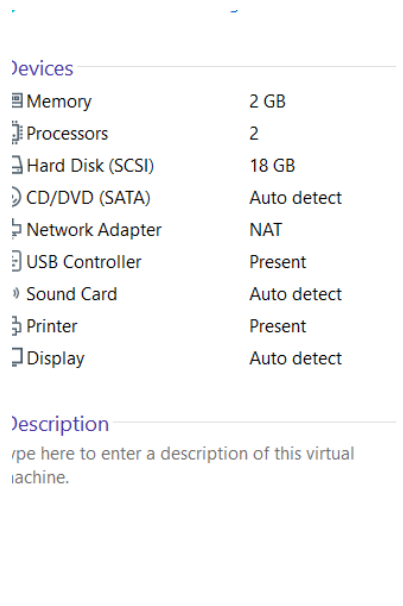 Devices
Memory 2 GB
Processors 2
Hard Disk (SCSI) 18 GB
CD/DVD (SATA) Auto detect
Network Adapter NAT
USB Controller Present
Sound Card Auto detect
Printer Present
Display Auto detect
Description
ype here to enter a description of this virtual
achine.